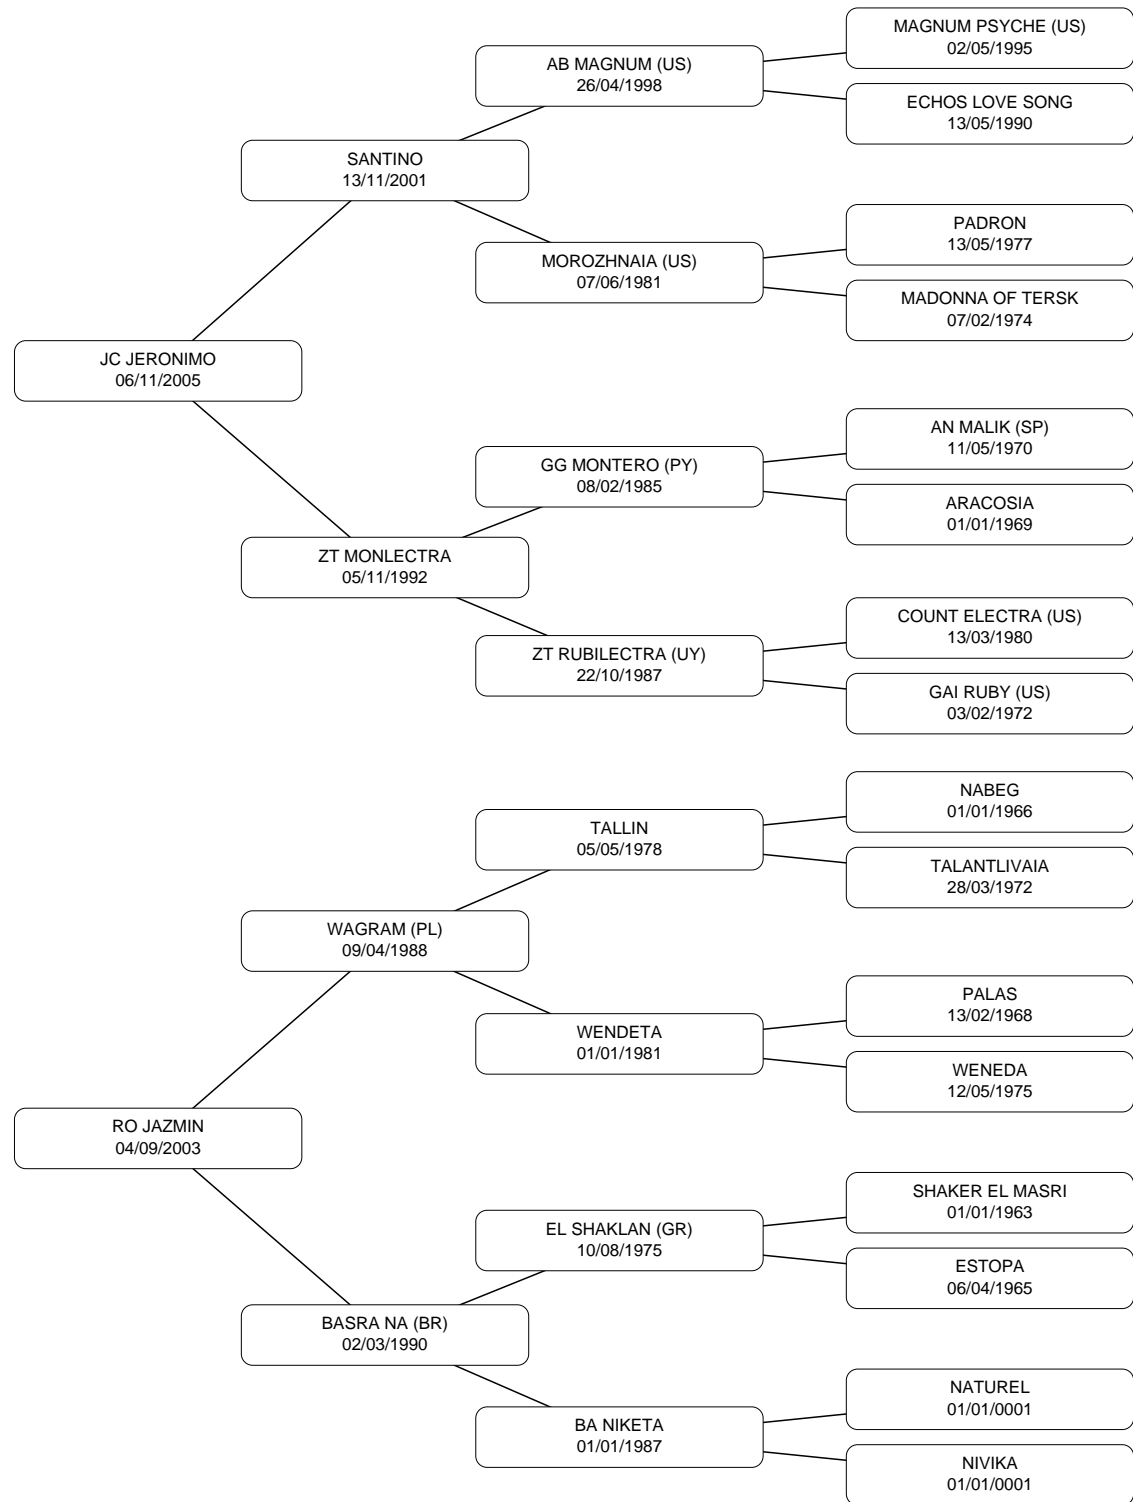 MAGNUM PSYCHE (US)
02/05/1995
AB MAGNUM (US)
26/04/1998
ECHOS LOVE SONG
13/05/1990
SANTINO
13/11/2001
PADRON
13/05/1977
MOROZHNAIA (US)
07/06/1981
MADONNA OF TERSK
07/02/1974
JC JERONIMO
06/11/2005
AN MALIK (SP)
11/05/1970
GG MONTERO (PY)
08/02/1985
ARACOSIA
01/01/1969
ZT MONLECTRA
05/11/1992
COUNT ELECTRA (US)
13/03/1980
ZT RUBILECTRA (UY)
22/10/1987
GAI RUBY (US)
03/02/1972
NABEG
01/01/1966
TALLIN
05/05/1978
TALANTLIVAIA
28/03/1972
WAGRAM (PL)
09/04/1988
PALAS
13/02/1968
WENDETA
01/01/1981
WENEDA
12/05/1975
RO JAZMIN
04/09/2003
SHAKER EL MASRI
01/01/1963
EL SHAKLAN (GR)
10/08/1975
ESTOPA
06/04/1965
BASRA NA (BR)
02/03/1990
NATUREL
01/01/0001
BA NIKETA
01/01/1987
NIVIKA
01/01/0001